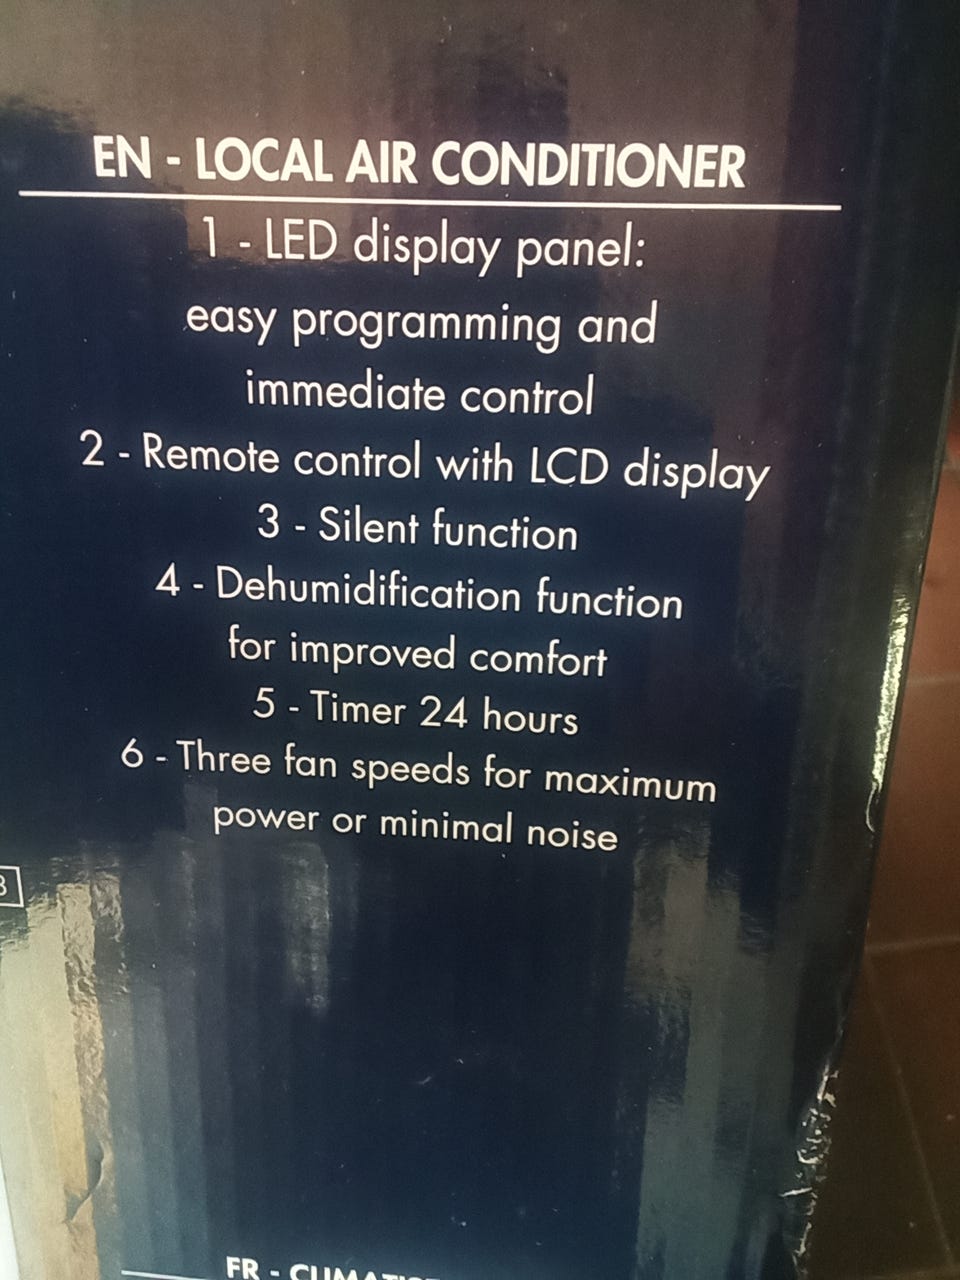 EN - LOCAL AIR CONDITIONER
1 - LED display panel:
easy programming and
immediate control
2 - Remote control with LCD display
3 - Silent function
4 - Dehumidification function
for improved comfort
5 - Timer 24 hours
6 - Three fan speeds for maximum
power or minimal noise
FR -